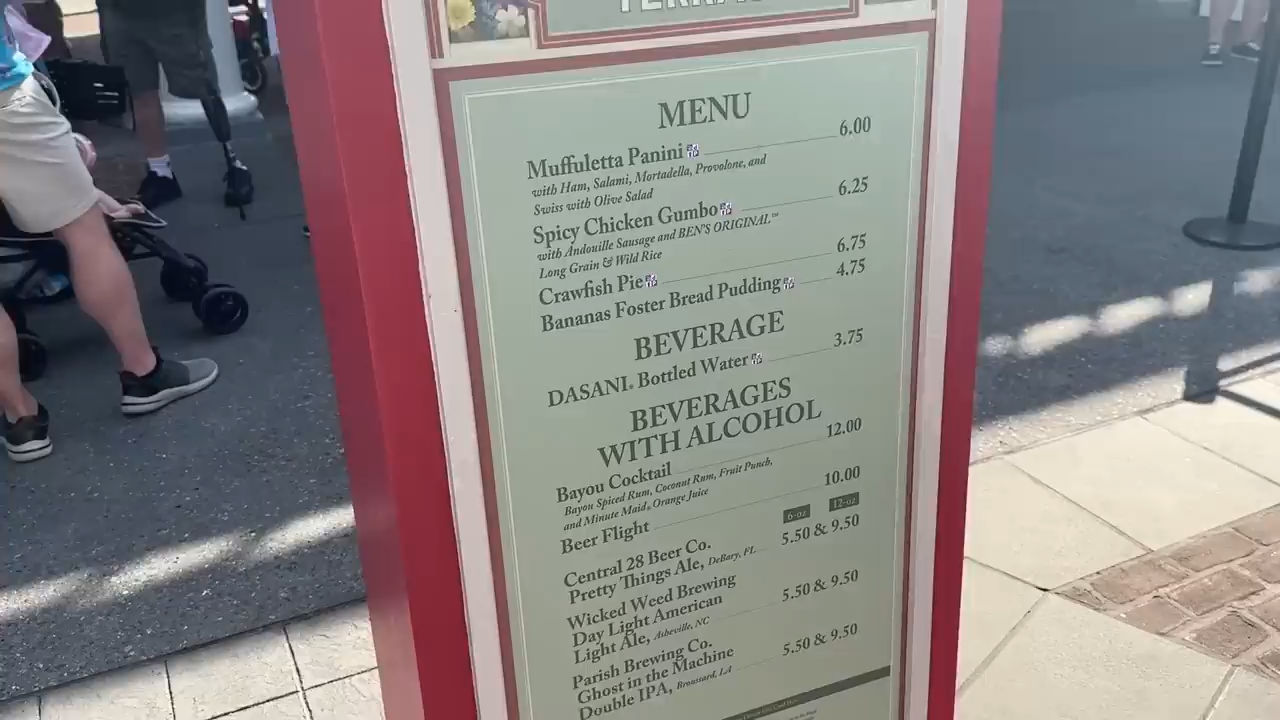 MENU
Muffuletta Panini 6.00
with Ham, Salami, Mortadella, Provolone, and
Swiss with Olive Salad
Spicy Chicken Gumbo 6.25
with Andouille Sausage and BEN'S ORIGINAL™
Long Grain & Wild Rice
Crawfish Pie 6.75
Bananas Foster Bread Pudding 4.75
BEVERAGE
DASANI® Bottled Water 3.75
BEVERAGES
WITH ALCOHOL
Bayou Cocktail 12.00
Bayou Spiced Rum, Coconut Rum, Fruit Punch,
and Minute Maid® Orange Juice
Beer Flight 10.00
6-oz 12-oz
Central 28 Beer Co.
Pretty Things Ale, DeBary, FL 5.50 & 9.50
Wicked Weed Brewing
Day Light American
Light Ale, Asheville, NC 5.50 & 9.50
Parish Brewing Co.
Ghost in the Machine
Double IPA, Broussard, LA 5.50 & 9.50